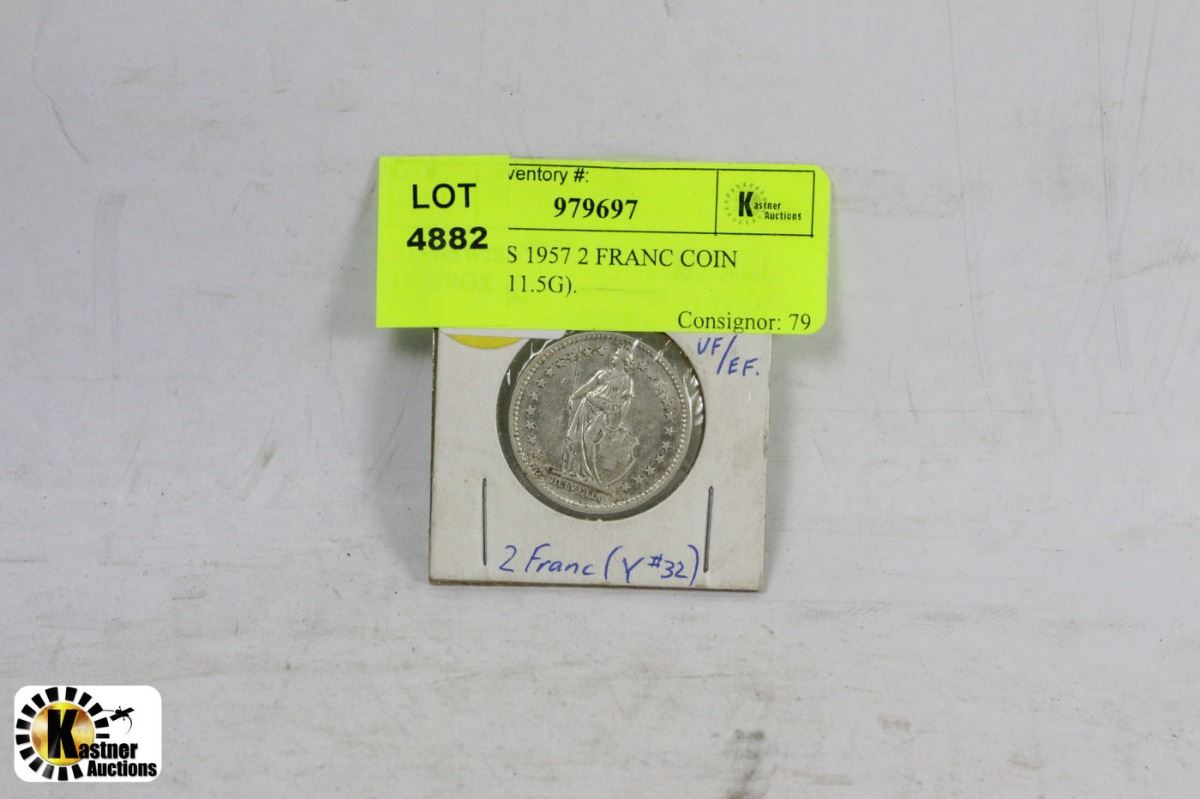 LOT
4882
ventory #:
979697
Kastner
Auctions
S 1957 2 FRANC COIN
11.5G).
Consignor: 79
VF/EF.
HELVETIA
2 Franc (Y #32)
Kastner
Auctions